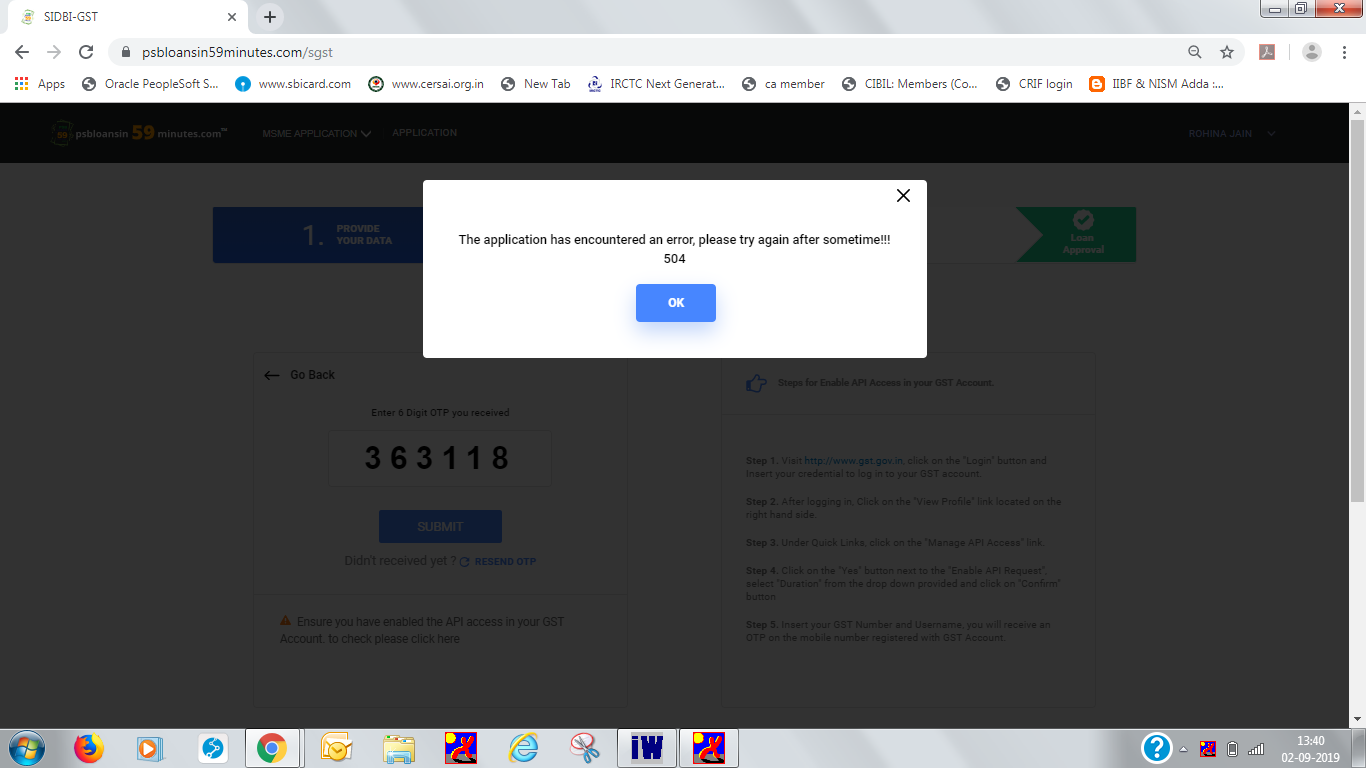 SIDBI-GST
psbloansin59minutes.com/sgst
Apps Oracle PeopleSoft S... www.sbicard.com www.cersai.org.in New Tab IRCTC Next Generat... ca member CIBIL: Members (Co... CRIF login IIBF & NISM Adda :...
psbloansin 59 minutes.com™ MSME APPLICATION APPLICATION ROHINA JAIN
The application has encountered an error, please try again after sometime!!!
504
OK
1. PROVIDE
YOUR DATA
Loan
Approval
Go Back
Enter 6 Digit OTP you received
363118
SUBMIT
Didn't received yet ? RESEND OTP
Ensure you have enabled the API access in your GST
Account. to check please click here
Steps for Enable API Access in your GST Account.
Step 1. Visit http://www.gst.gov.in. click on the "Login" button and
Insert your credential to log in to your GST account.
Step 2. After logging in, Click on the "View Profile" link located on the
right hand side.
Step 3. Under Quick Links, click on the "Manage API Access" link.
Step 4. Click on the "Yes" button next to the "Enable API Request",
select "Duration" from the drop down provided and click on "Confirm"
button
Step 5. Insert your GST Number and Username, you will receive an
OTP on the mobile number registered with GST Account.
iW
13:40
02-09-2019